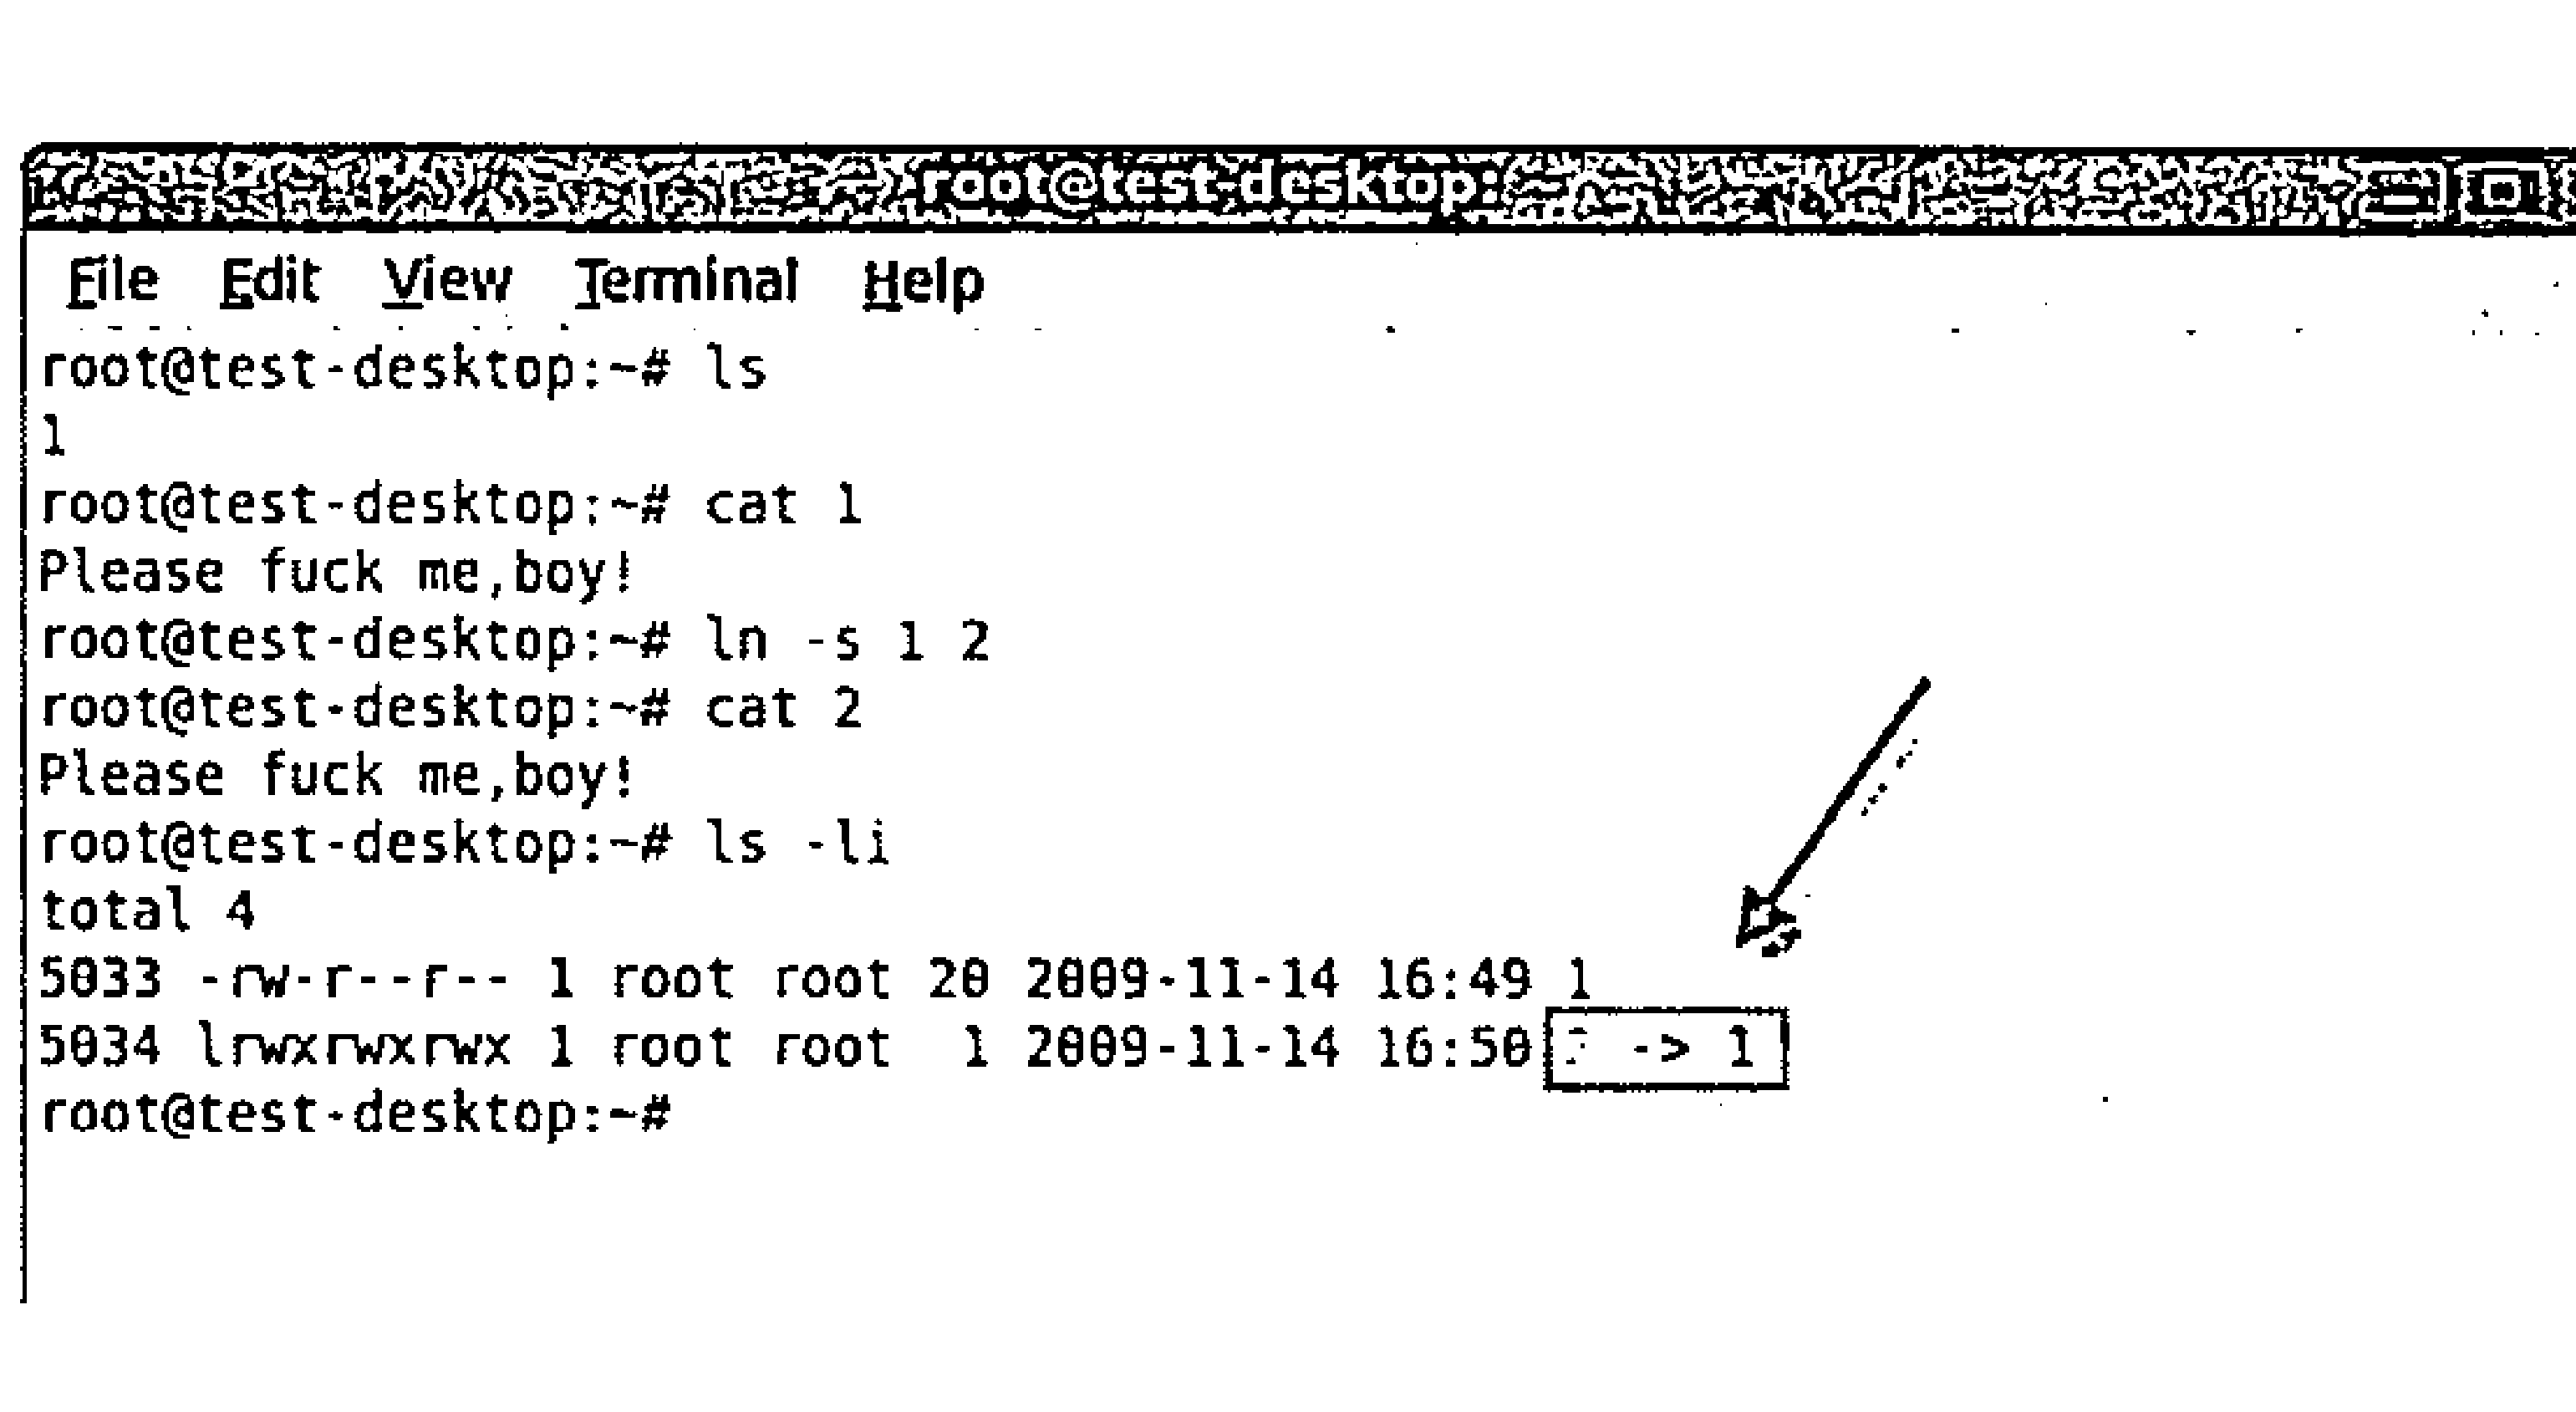 root@test-desktop:
File Edit View Terminal Help
root@test-desktop:~# ls
1
root@test-desktop:~# cat 1
Please fuck me,boy!
root@test-desktop:~# ln -s 1 2
root@test-desktop:~# cat 2
Please fuck me,boy!
root@test-desktop:~# ls -li
total 4
5033 -rw-r--r-- 1 root root 20 2009-11-14 16:49 1
5034 lrwxrwxrwx 1 root root  1 2009-11-14 16:50 -> 1
root@test-desktop:~#